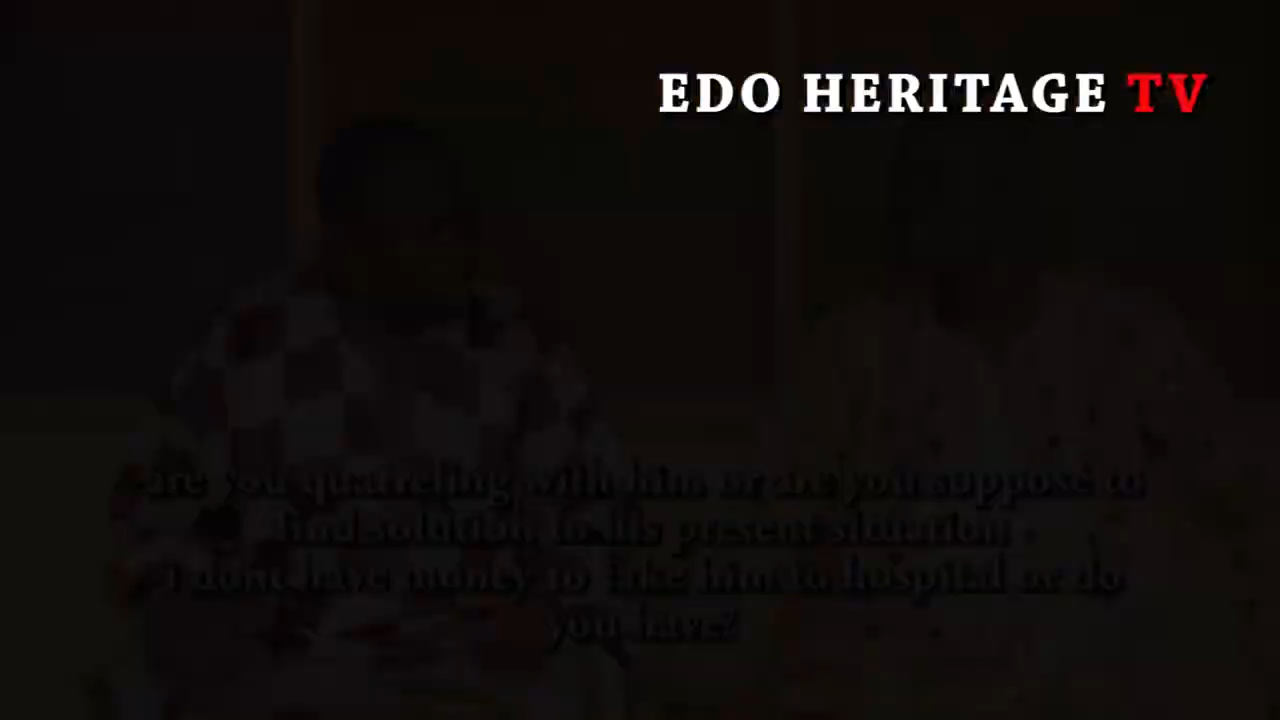 EDO HERITAGE TV
are you quarreling with him or are you suppose to
find solution to his present situation
i dont have money to take him to hospital or do
you have?